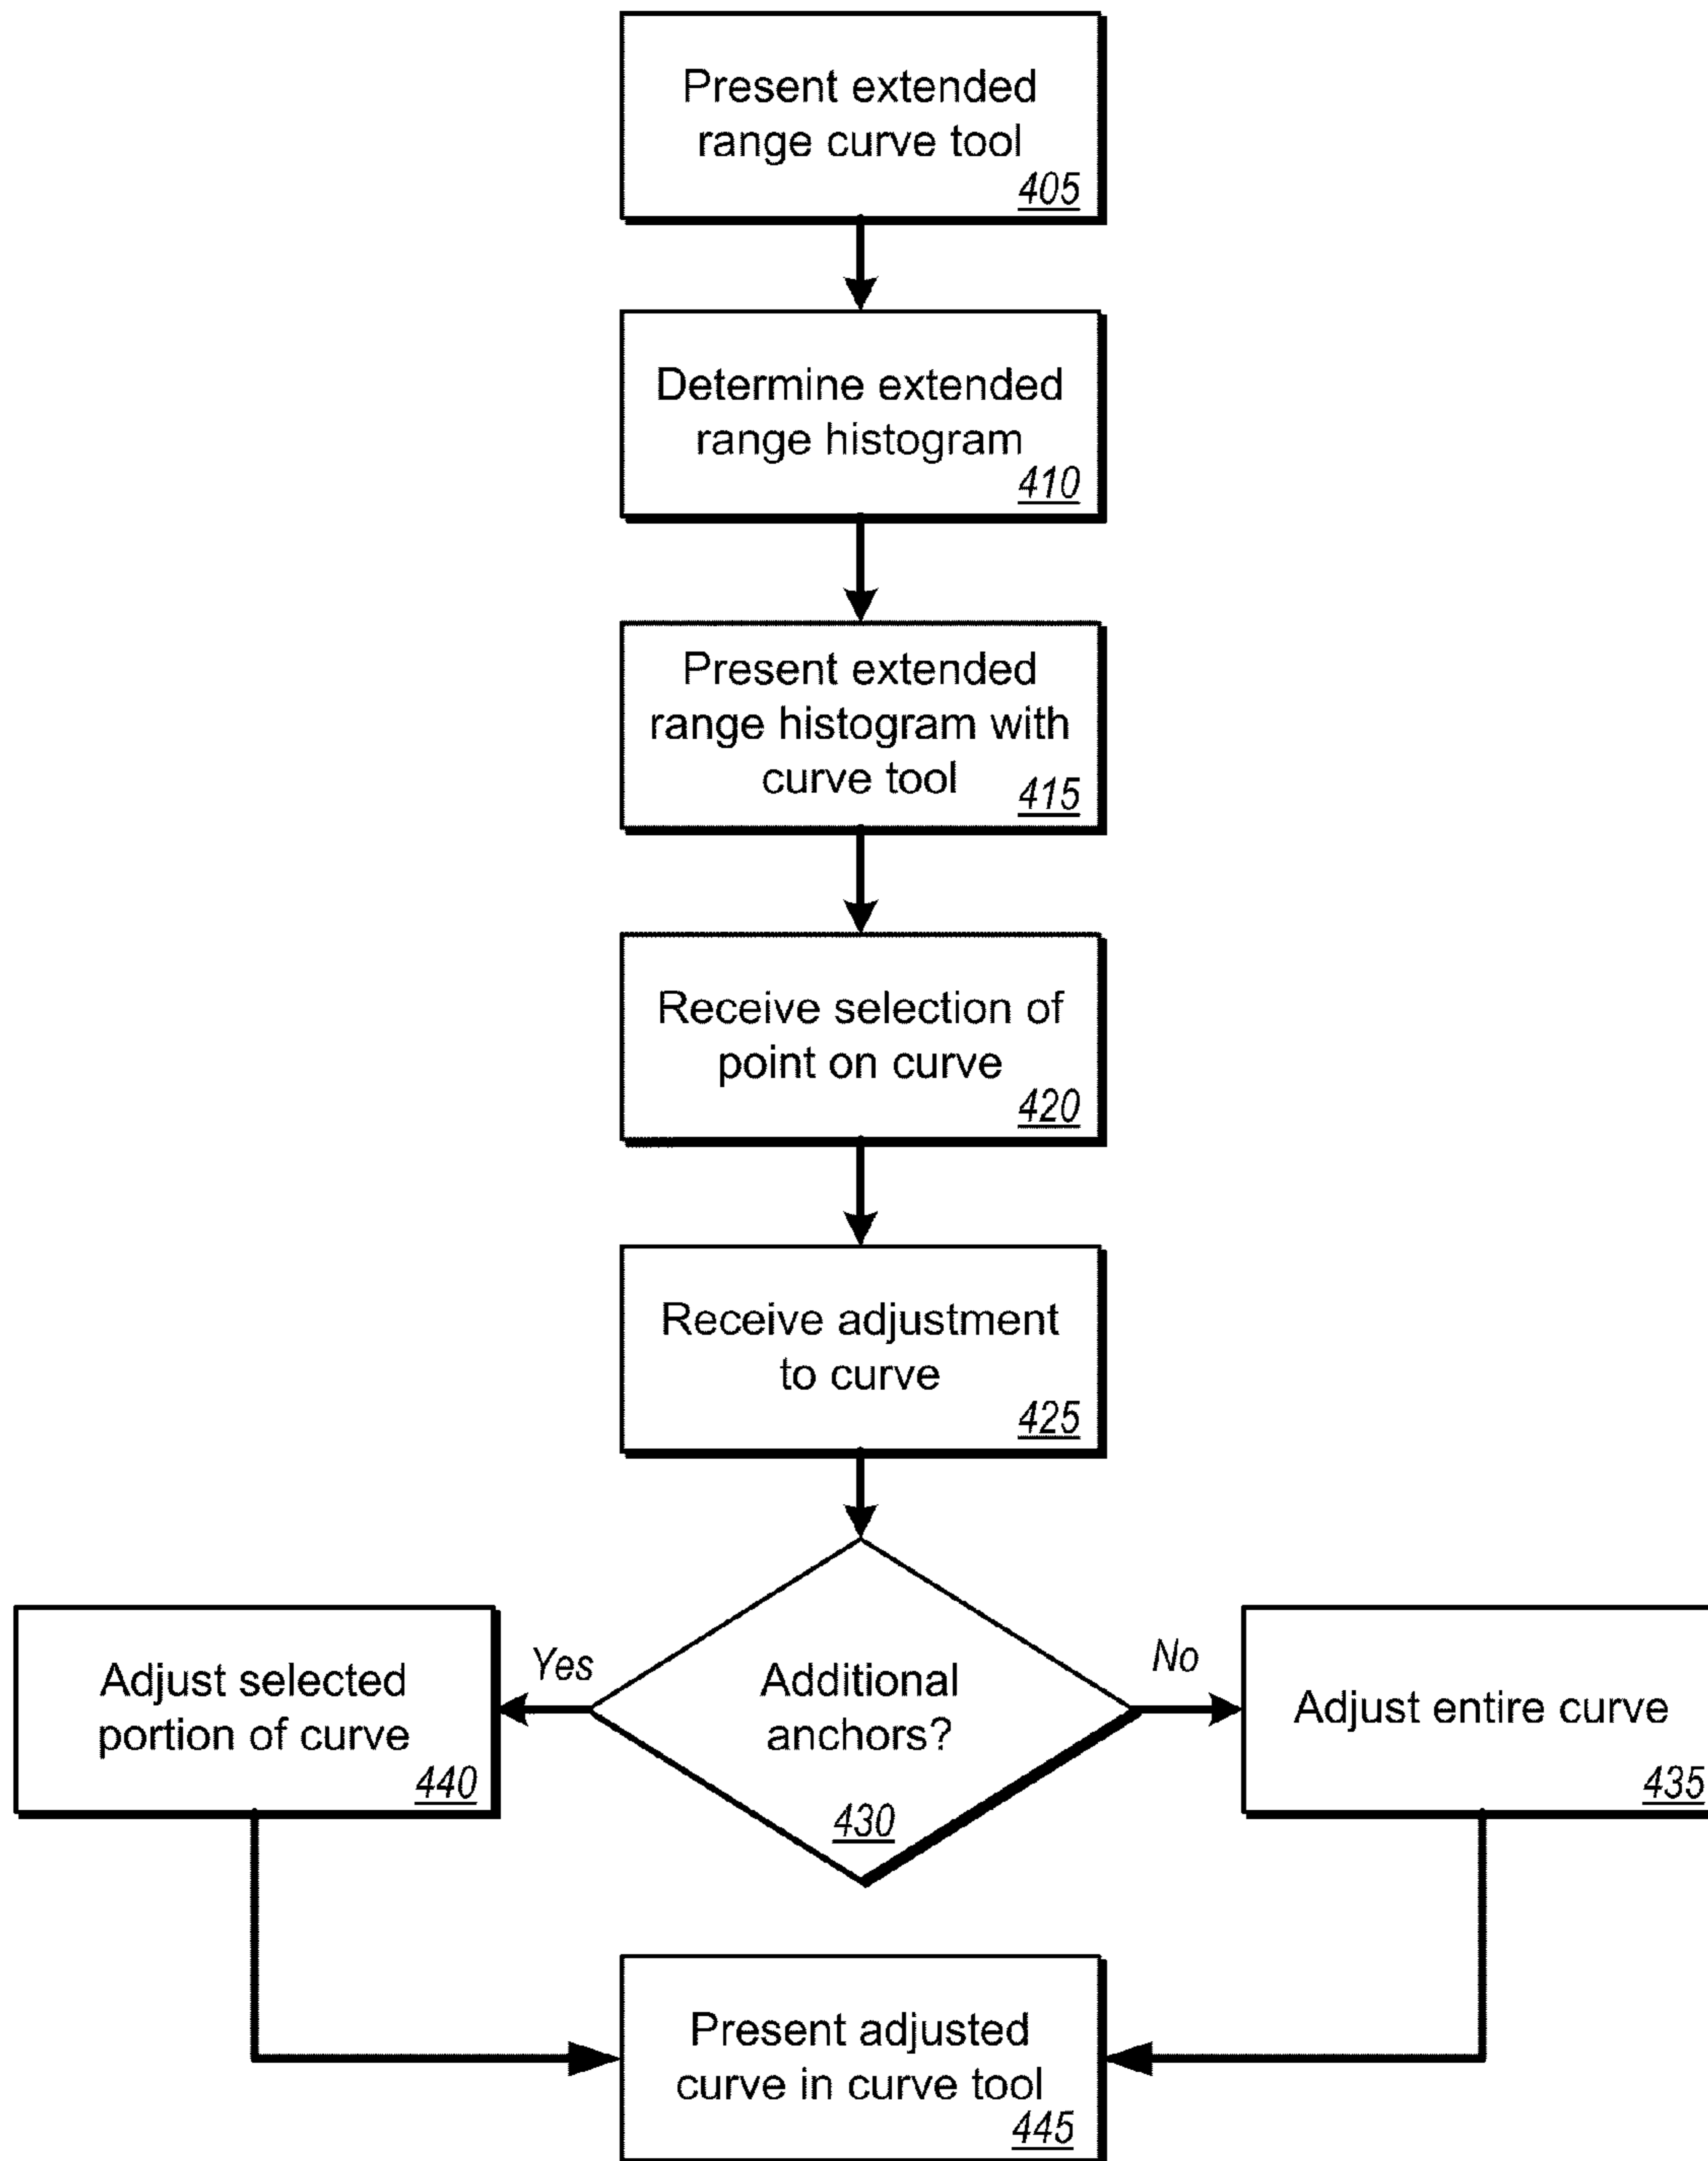 Present extended
range curve tool
405
Determine extended
range histogram
410
Present extended
range histogram with
curve tool
415
Receive selection of
point on curve
420
Receive adjustment
to curve
425
Additional
anchors?
430
Yes
No
Adjust selected
portion of curve
440
Adjust entire curve
435
Present adjusted
curve in curve tool
445